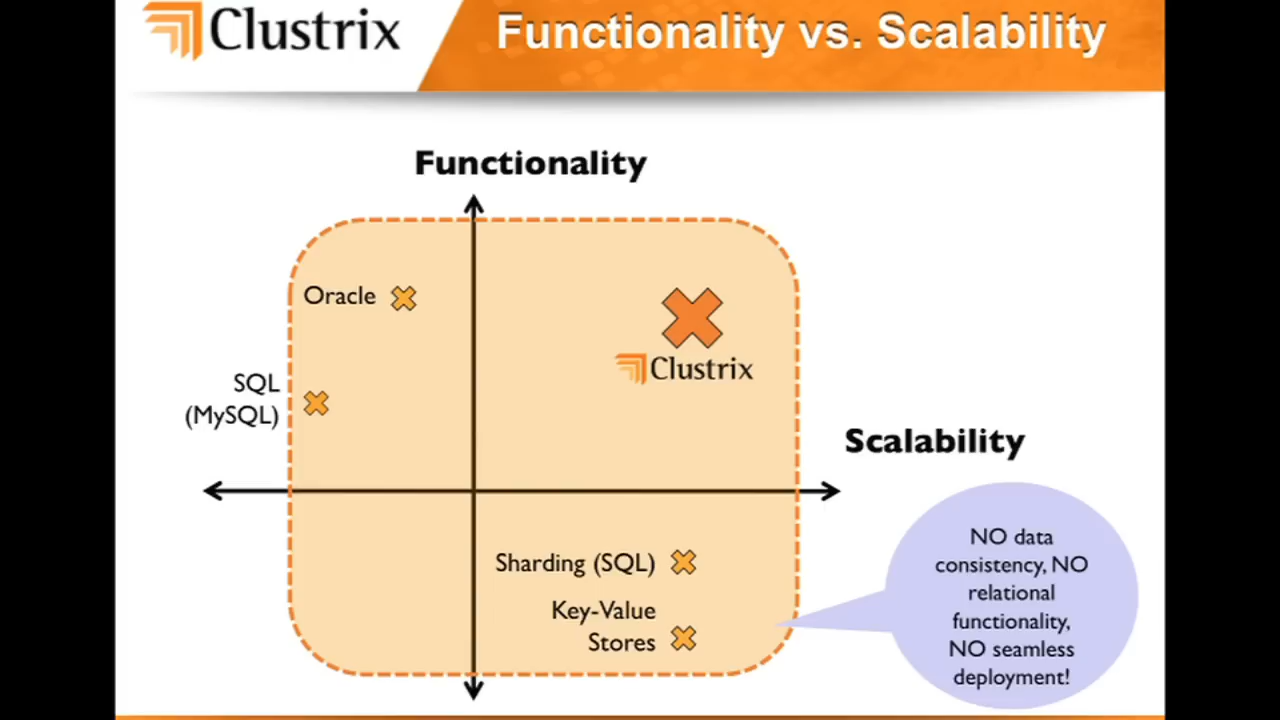 Clustrix
Functionality vs. Scalability
Functionality
Oracle
Clustrix
SQL
(MySQL)
Scalability
Sharding (SQL)
Key-Value
Stores
NO data
consistency, NO
relational
functionality,
NO seamless
deployment!